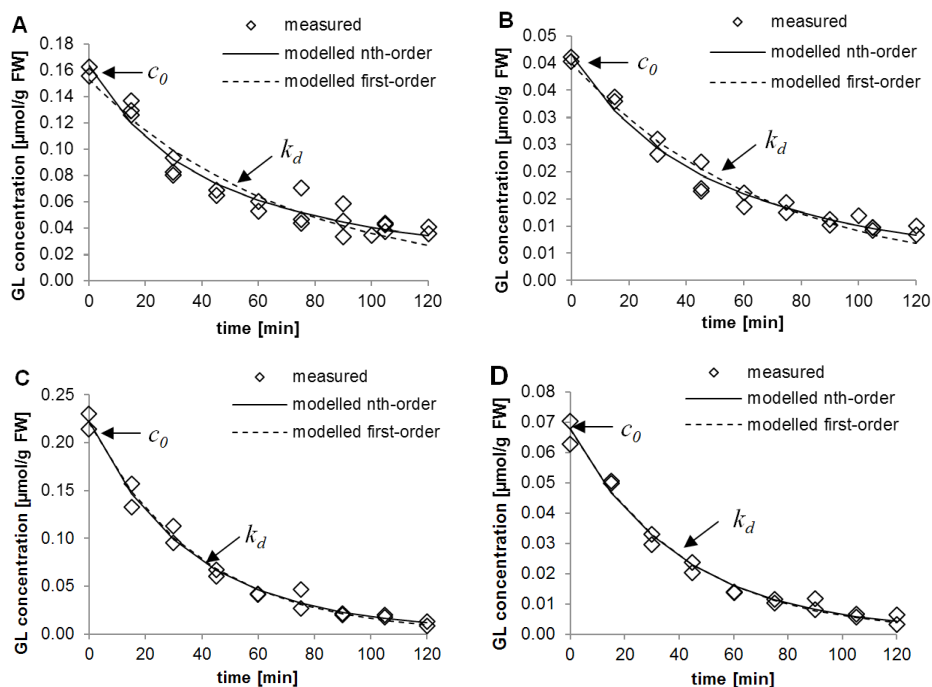 A
measured
modelled nth-order
modelled first-order
GL concentration [µmol/g FW]
0.18
0.16
0.14
0.12
0.10
0.08
0.06
0.04
0.02
0.00
c0
kd
0 20 40 60 80 100 120
time [min]
B
measured
modelled nth-order
modelled first-order
GL concentration [µmol/g FW]
0.05
0.04
0.04
0.03
0.03
0.02
0.02
0.01
0.01
0.00
c0
kd
0 20 40 60 80 100 120
time [min]
C
measured
modelled nth-order
modelled first-order
GL concentration [µmol/g FW]
0.25
0.20
0.15
0.10
0.05
0.00
c0
kd
0 20 40 60 80 100 120
time [min]
D
measured
modelled nth-order
modelled first-order
GL concentration [µmol/g FW]
0.08
0.07
0.06
0.05
0.04
0.03
0.02
0.01
0.00
c0
kd
0 20 40 60 80 100 120
time [min]